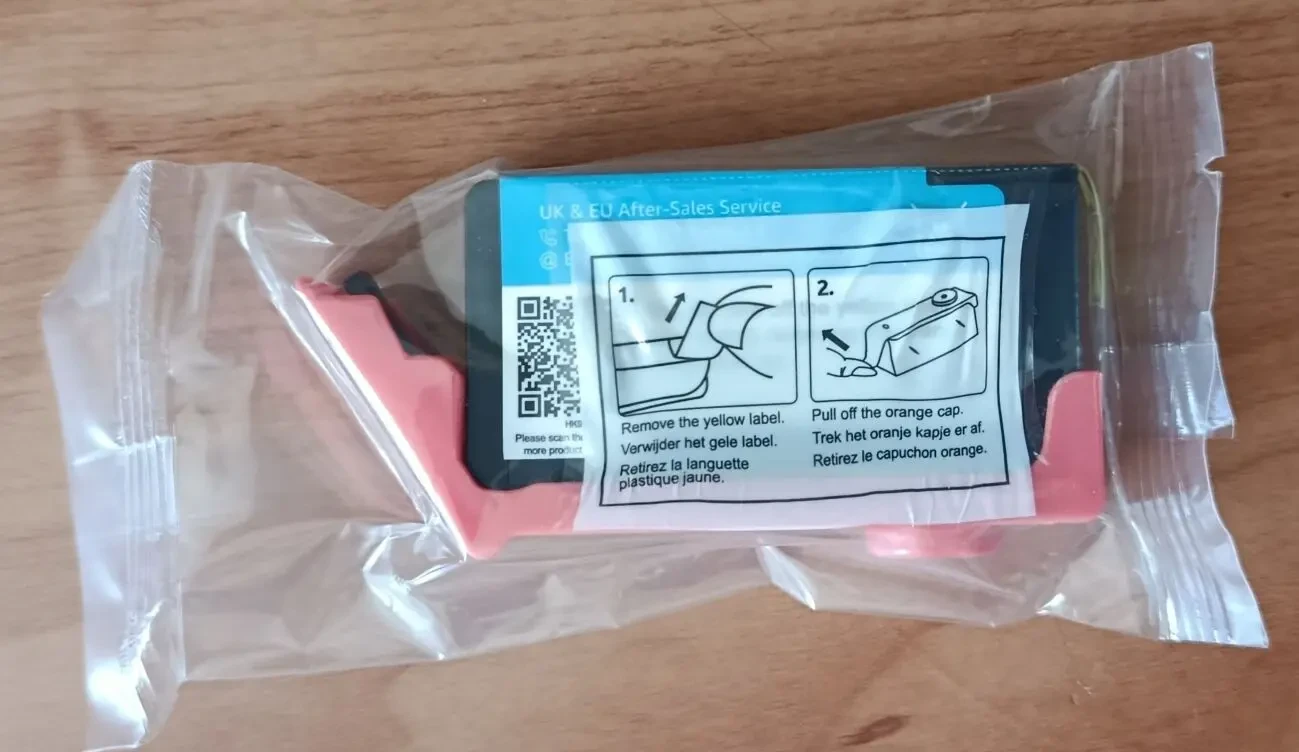 UK & EU After-Sales Service
@
1.
2.
Remove the yellow label.
Verwijder het gele label.
Retirez la languette
plastique jaune.
Pull off the orange cap.
Trek het oranje kapje er af.
Retirez le capuchon orange.
Please scan the
more product